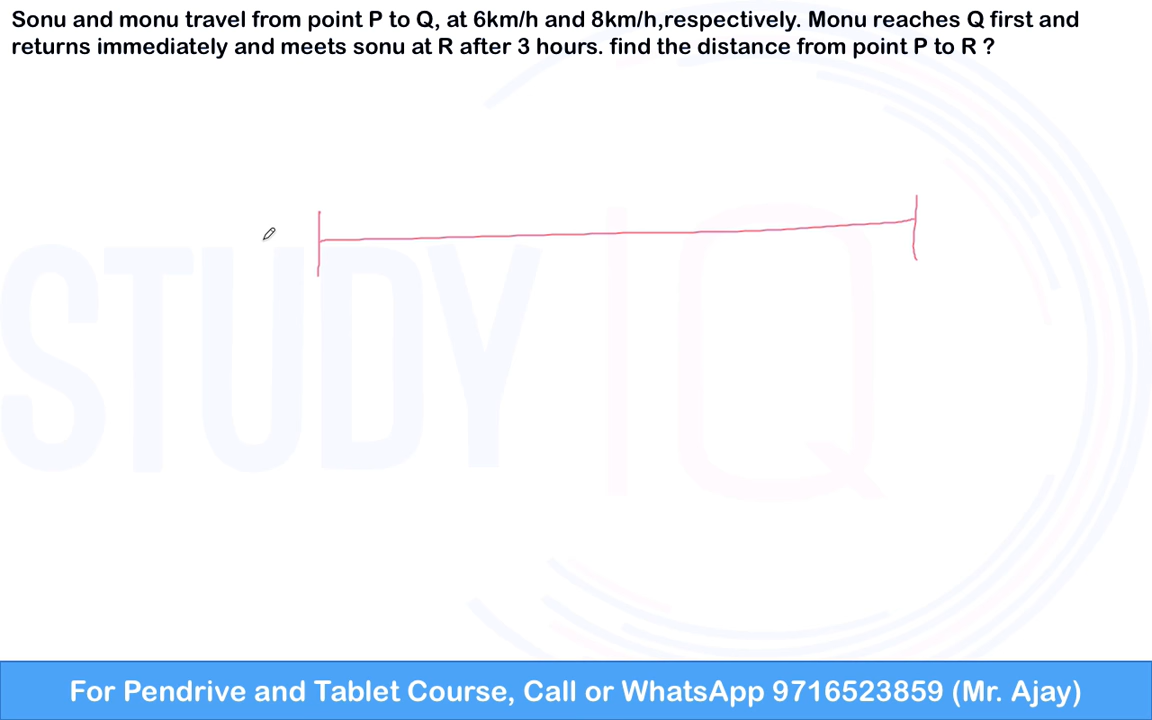 Sonu and monu travel from point P to Q, at 6km/h and 8km/h,respectively. Monu reaches Q first and
returns immediately and meets sonu at R after 3 hours. find the distance from point P to R ?
STUDY IQ
For Pendrive and Tablet Course, Call or WhatsApp 9716523859 (Mr. Ajay)